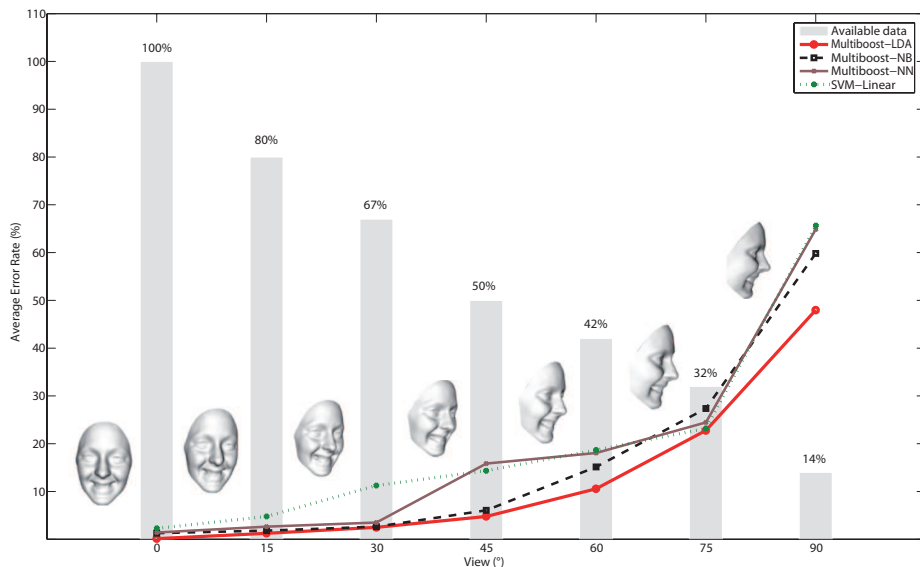 110
100
90
80
70
60
50
40
30
20
10
Average Error Rate (%)
100%
80%
67%
50%
42%
32%
14%
Available data
Multiboost−LDA
Multiboost−NB
Multiboost−NN
SVM−Linear
0 15 30 45 60 75 90
View (°)